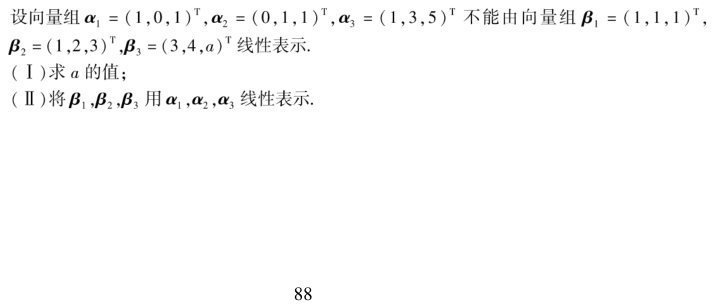 设向量组 α₁ = (1,0,1)ᵀ,α₂ = (0,1,1)ᵀ,α₃ = (1,3,5)ᵀ 不能由向量组 β₁ = (1,1,1)ᵀ,
β₂ = (1,2,3)ᵀ,β₃ = (3,4,a)ᵀ 线性表示.
(Ⅰ)求 a 的值;
(Ⅱ)将 β₁,β₂,β₃ 用 α₁,α₂,α₃ 线性表示.
88